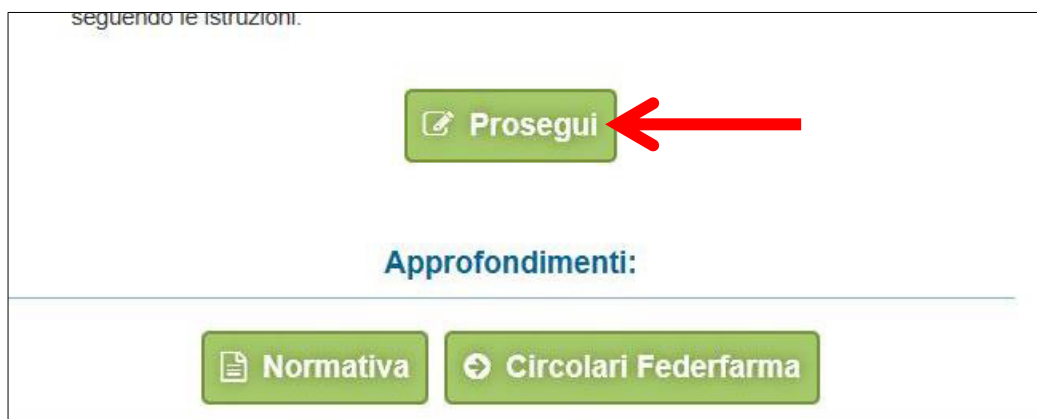 seguendo le istruzioni.
Prosegui
Approfondimenti:
Normativa
Circolari Federfarma